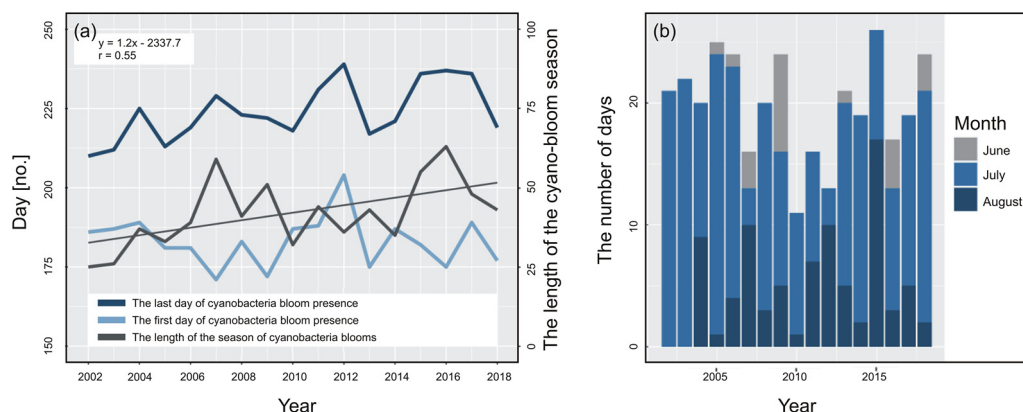 (a)
y = 1.2x - 2337.7
r = 0.55
250
225
200
175
150
Day [no.]
100
75
50
25
0
The length of the cyano-bloom season
The last day of cyanobacteria bloom presence
The first day of cyanobacteria bloom presence
The length of the season of cyanobacteria blooms
2002 2004 2006 2008 2010 2012 2014 2016 2018
Year
(b)
20
10
0
The number of days
2005 2010 2015
Year
Month
June
July
August